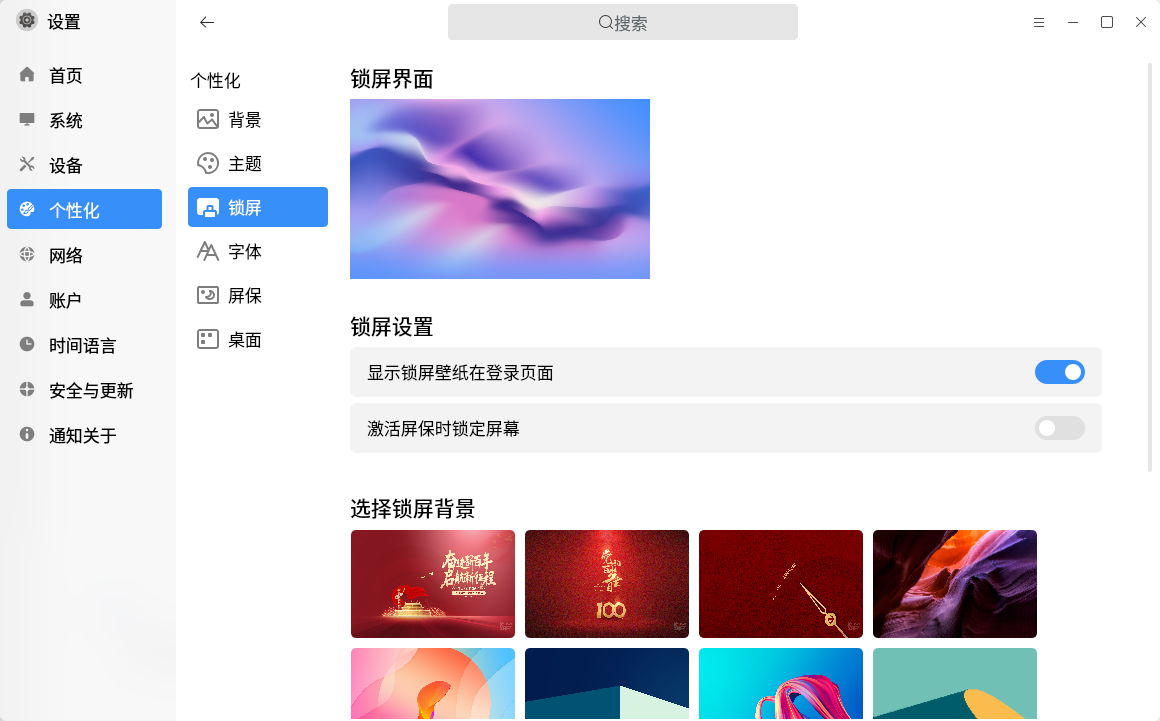 设置
搜索
首页
系统
设备
个性化
网络
账户
时间语言
安全与更新
通知关于
个性化
背景
主题
锁屏
字体
屏保
桌面
锁屏界面
锁屏设置
显示锁屏壁纸在登录页面
激活屏保时锁定屏幕
选择锁屏背景
奋进新百年
启航新征程
100